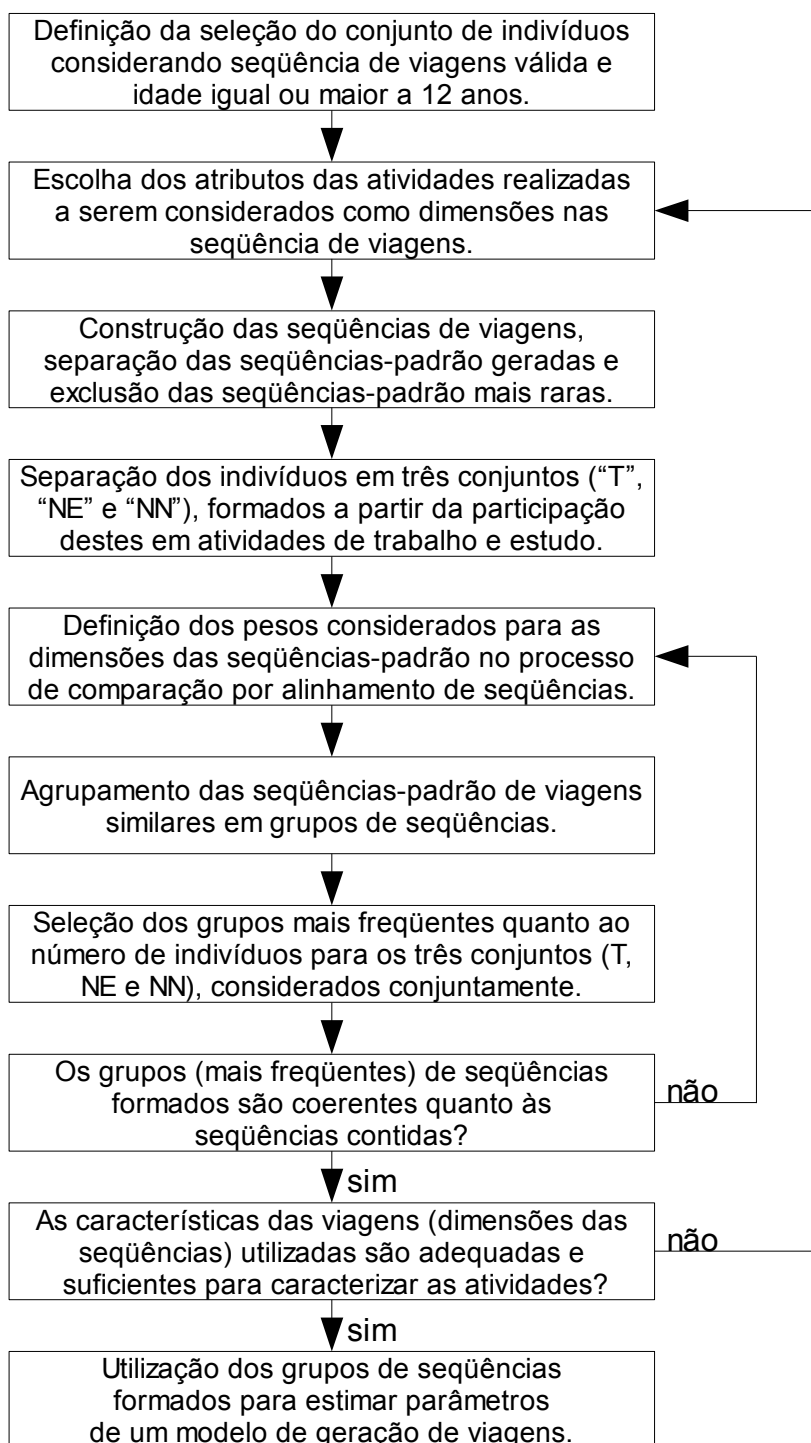 Definição da seleção do conjunto de indivíduos
considerando seqüência de viagens válida e
idade igual ou maior a 12 anos.
Escolha dos atributos das atividades realizadas
a serem considerados como dimensões nas
seqüência de viagens.
Construção das seqüências de viagens,
separação das seqüências-padrão geradas e
exclusão das seqüências-padrão mais raras.
Separação dos indivíduos em três conjuntos (“T”,
“NE” e “NN”), formados a partir da participação
destes em atividades de trabalho e estudo.
Definição dos pesos considerados para as
dimensões das seqüências-padrão no processo
de comparação por alinhamento de seqüências.
Agrupamento das seqüências-padrão de viagens
similares em grupos de seqüências.
Seleção dos grupos mais freqüentes quanto ao
número de indivíduos para os três conjuntos (T,
NE e NN), considerados conjuntamente.
Os grupos (mais freqüentes) de seqüências
formados são coerentes quanto às
seqüências contidas?
não
sim
As características das viagens (dimensões das
seqüências) utilizadas são adequadas e
suficientes para caracterizar as atividades?
não
sim
Utilização dos grupos de seqüências
formados para estimar parâmetros
de um modelo de geração de viagens.